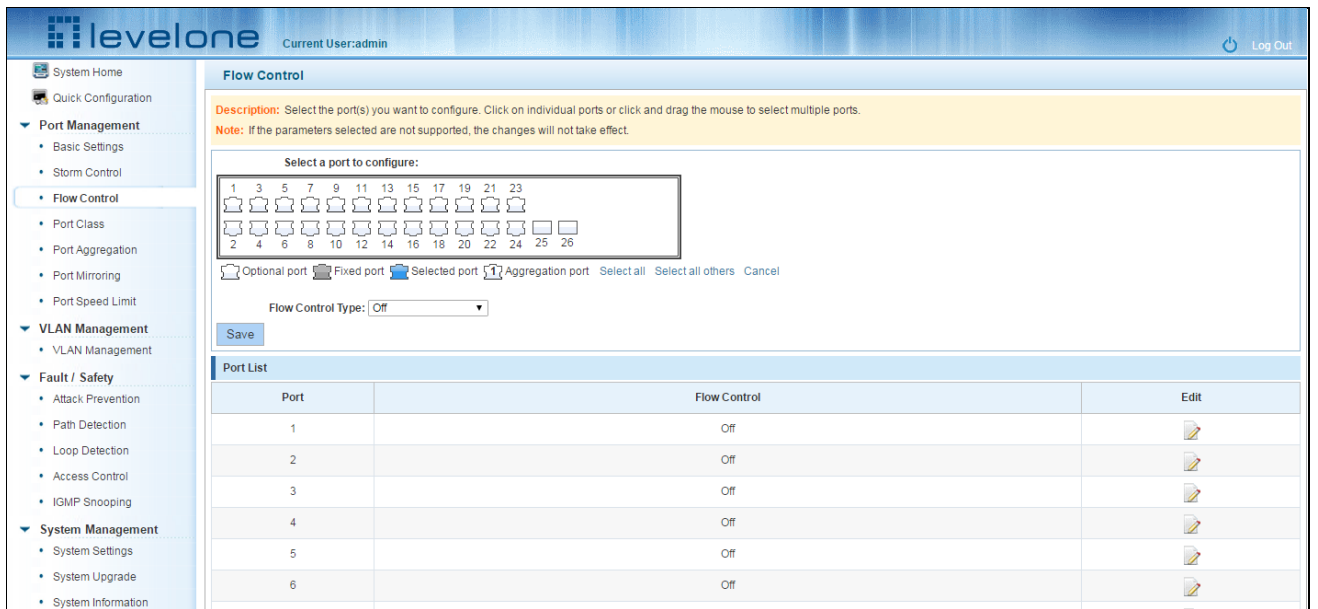 levelone
Current User:admin
Log Out
System Home
Quick Configuration
Port Management
Basic Settings
Storm Control
Flow Control
Port Class
Port Aggregation
Port Mirroring
Port Speed Limit
VLAN Management
VLAN Management
Fault / Safety
Attack Prevention
Path Detection
Loop Detection
Access Control
IGMP Snooping
System Management
System Settings
System Upgrade
System Information
Flow Control
Description: Select the port(s) you want to configure. Click on individual ports or click and drag the mouse to select multiple ports.
Note: If the parameters selected are not supported, the changes will not take effect.
Select a port to configure:
1 3 5 7 9 11 13 15 17 19 21 23
2 4 6 8 10 12 14 16 18 20 22 24 25 26
Optional port Fixed port Selected port 1 Aggregation port Select all Select all others Cancel
Flow Control Type: Off
Save
Port List
Port Flow Control Edit
1 Off
2 Off
3 Off
4 Off
5 Off
6 Off